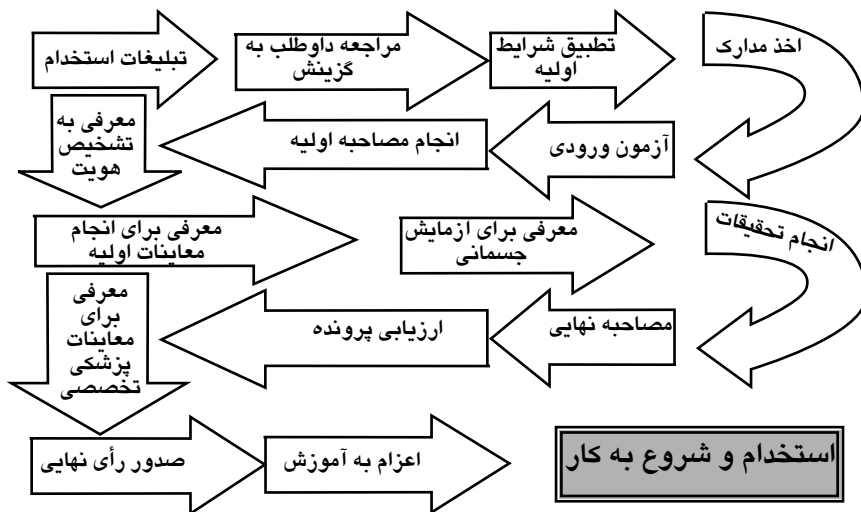 تبلیغات استخدام
مراجعه داوطلب به
گزینش
تطبیق شرایط
اولیه
اخذ مدارک
آزمون ورودی
انجام مصاحبه اولیه
معرفی به
تشخیص
هویت
معرفی برای انجام
معاینات اولیه
معرفی برای ازمایش
جسمانی
انجام تحقیقات
مصاحبه نهایی
ارزیابی پرونده
معرفی
برای
معاینات
پزشکی
تخصصی
صدور رأی نهایی
اعزام به آموزش
استخدام و شروع به کار